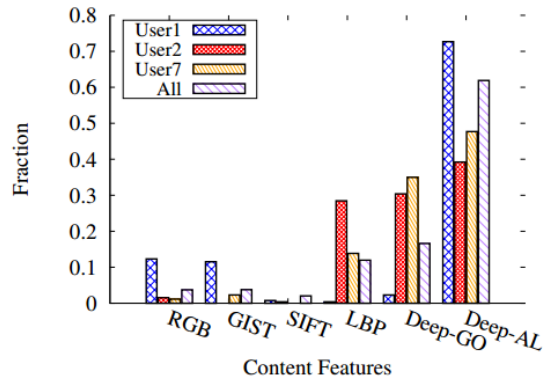 0.8
0.7
0.6
0.5
0.4
0.3
0.2
0.1
0
Fraction
User1
User2
User7
All
RGB
GIST
SIFT
LBP
Deep-GO
Deep-AL
Content Features